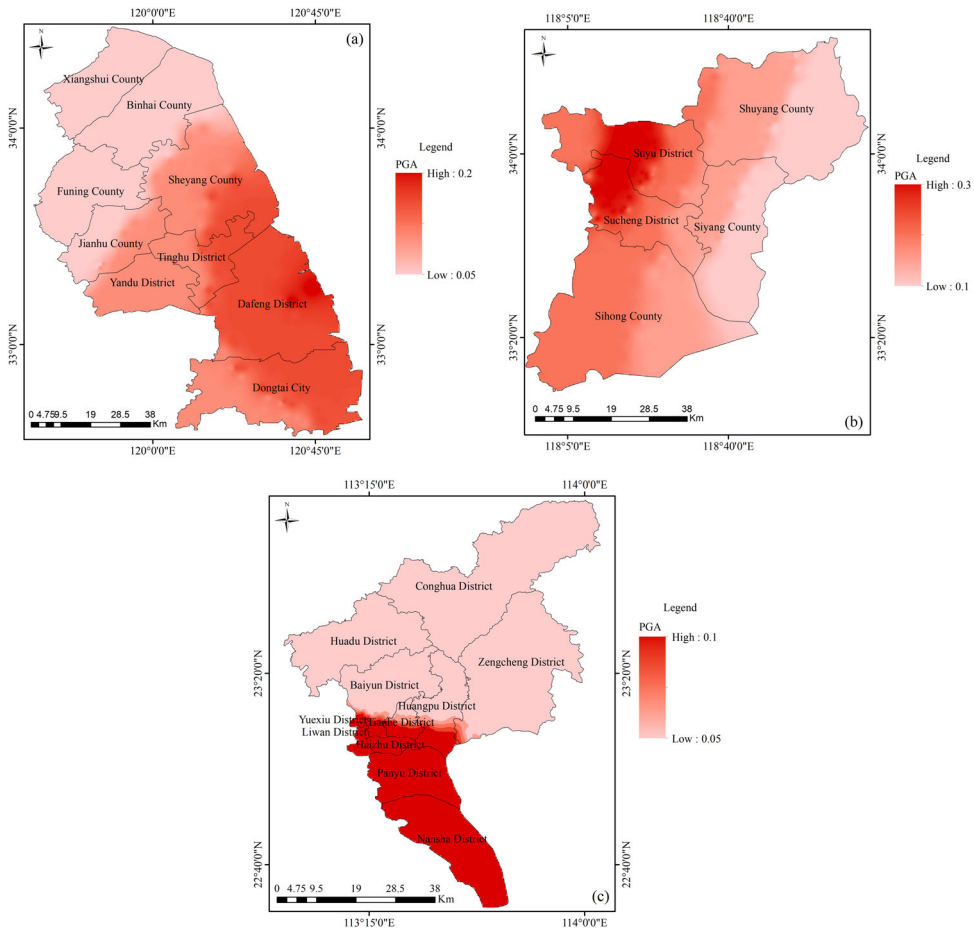 120°0'0"E 120°45'0"E
(a)
Xiangshui County
Binhai County
34°0'0"N
Legend
PGA
High : 0.2
Low : 0.05
Sheyang County
Funing County
Jianhu County
Tinghu District
Yandu District
Dafeng District
33°0'0"N
Dongtai City
0 4.75 9.5 19 28.5 38
Km
120°0'0"E 120°45'0"E
118°5'0"E 118°40'0"E
Shuyang County
34°0'0"N 34°0'0"N
Suyu District
Legend
PGA
High : 0.3
Low : 0.1
Sucheng District
Siyang County
Sihong County
33°20'0"N 33°20'0"N
0 4.75 9.5 19 28.5 38
Km
(b)
118°5'0"E 118°40'0"E
113°15'0"E 114°0'0"E
Conghua District
Legend
PGA
High : 0.1
Low : 0.05
Huadu District
Zengcheng District
23°20'0"N 23°20'0"N
Baiyun District
Huangpu District
Yuexiu District
Tianhe District
Liwan District
Haizhu District
Panyu District
Nansha District
22°40'0"N 22°40'0"N
0 4.75 9.5 19 28.5 38
Km
(c)
113°15'0"E 114°0'0"E